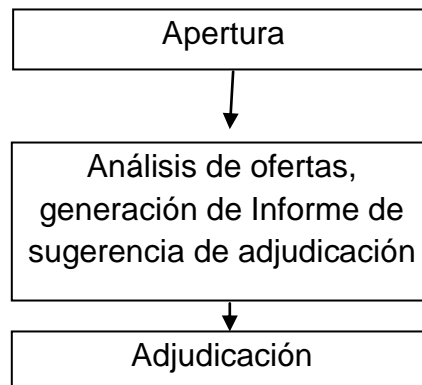 Apertura
Análisis de ofertas,
generación de Informe de
sugerencia de adjudicación
Adjudicación